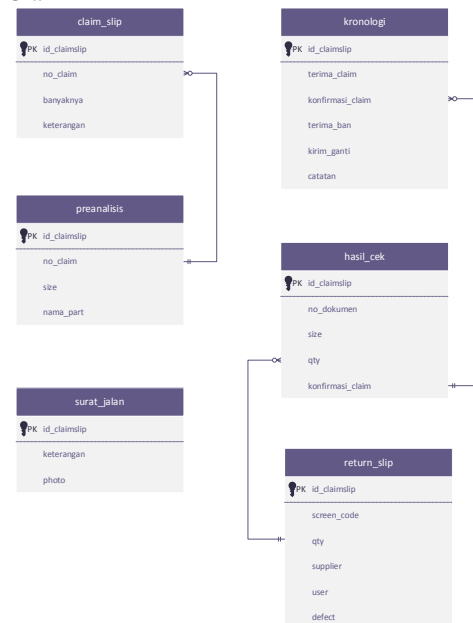 claim_slip
PK id_claimslip
no_claim
banyaknya
keterangan
preanalisis
PK id_claimslip
no_claim
size
nama_part
surat_jalan
PK id_claimslip
keterangan
photo
kronologi
PK id_claimslip
terima_claim
konfirmasi_claim
terima_ban
kirim_ganti
catatan
hasil_cek
PK id_claimslip
no_dokumen
size
qty
konfirmasi_claim
return_slip
PK id_claimslip
screen_code
qty
supplier
user
defect